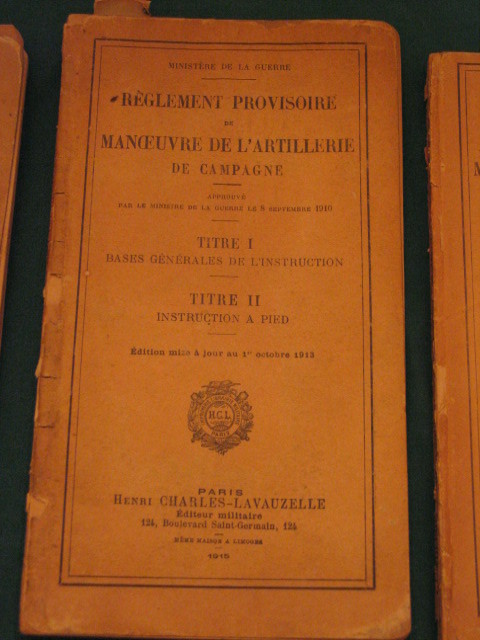 MINISTÈRE DE LA GUERRE
RÈGLEMENT PROVISOIRE
DE
MANŒUVRE DE L'ARTILLERIE
DE CAMPAGNE
APPROUVÉ
PAR LE MINISTRE DE LA GUERRE LE 8 SEPTEMBRE 1910
TITRE I
BASES GÉNÉRALES DE L'INSTRUCTION
TITRE II
INSTRUCTION A PIED
Édition mise à jour au 1er octobre 1913
H.C.L.
PARIS
PARIS
HENRI CHARLES-LAVAUZELLE
Éditeur militaire
124, Boulevard Saint-Germain, 124
MÊME MAISON A LIMOGES
1915